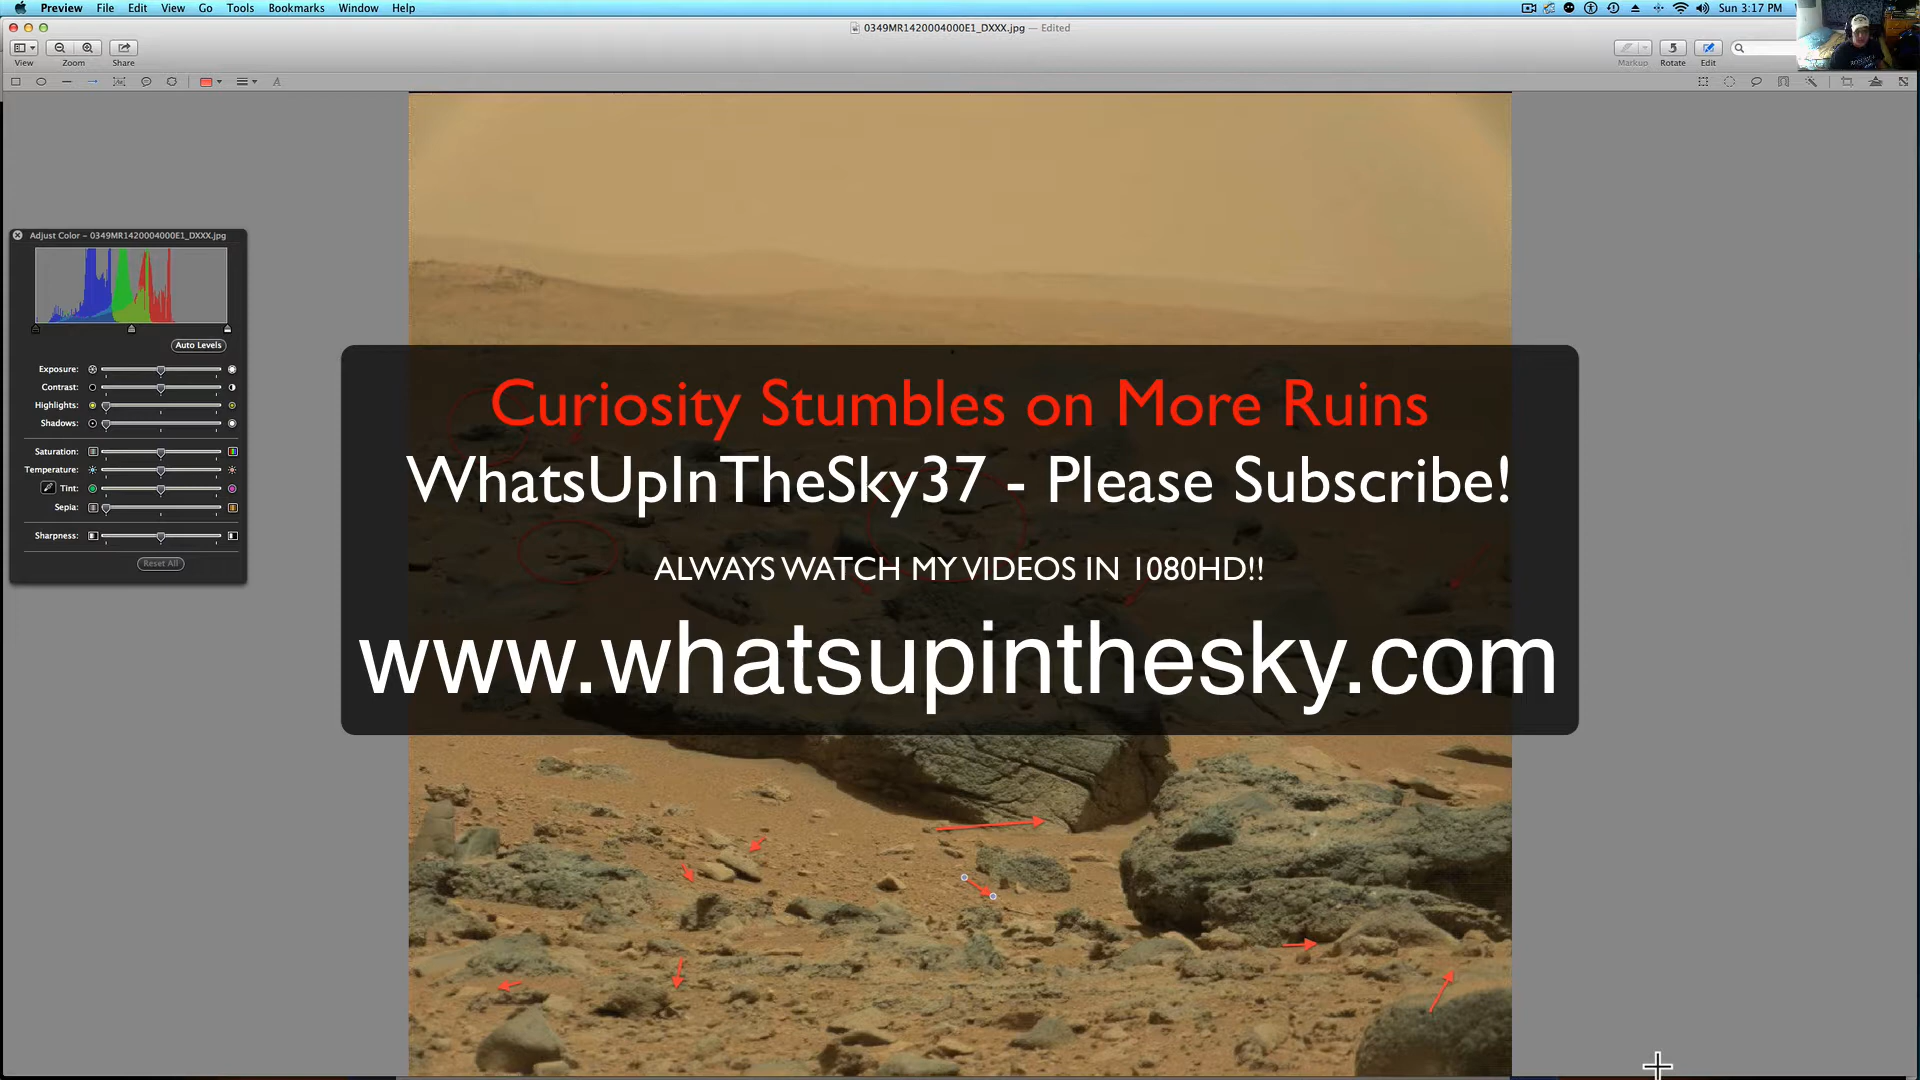 Preview File Edit View Go Tools Bookmarks Window Help
Sun 3:17 PM
0349MR1420004000E1_DXXX.jpg — Edited
View Zoom Share
Markup Rotate Edit
Adjust Color - 0349MR1420004000E1_DXXX.jpg
Auto Levels
Exposure:
Contrast:
Highlights:
Shadows:
Saturation:
Temperature:
Tint:
Sepia:
Sharpness:
Reset All
Curiosity Stumbles on More Ruins
WhatsUpInTheSky37 - Please Subscribe!
ALWAYS WATCH MY VIDEOS IN 1080HD!!
www.whatsupinthesky.com